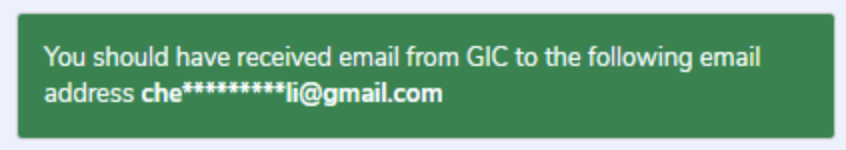 You should have received email from GIC to the following email
address che*********li@gmail.com